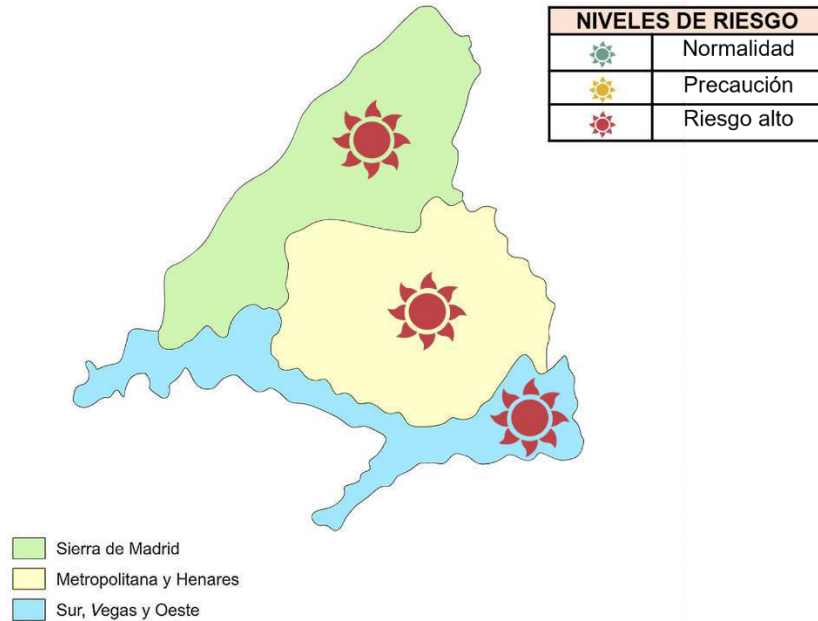 NIVELES DE RIESGO
Normalidad
Precaución
Riesgo alto
Sierra de Madrid
Metropolitana y Henares
Sur, Vegas y Oeste